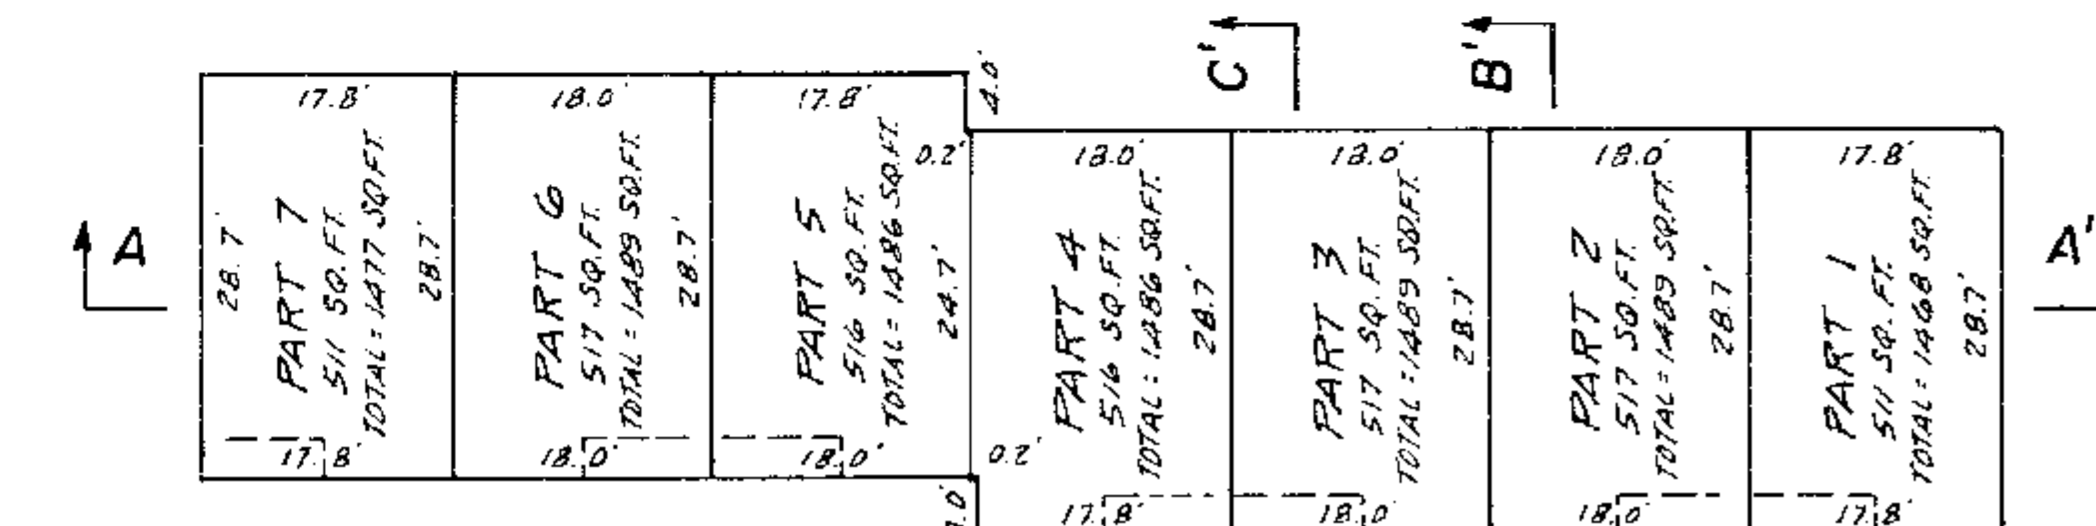 C'
B'
4.0'
17.8'
18.0'
17.8'
0.2'
18.0'
18.0'
18.0'
17.8'
A
28.7'
PART 7
511 SQ.FT.
TOTAL = 1477 SQ.FT.
28.7'
PART 6
517 SQ.FT.
TOTAL = 1489 SQ.FT.
28.7'
PART 5
516 SQ.FT.
TOTAL = 1486 SQ.FT.
24.7'
PART 4
516 SQ.FT.
TOTAL = 1486 SQ.FT.
28.7'
PART 3
517 SQ.FT.
TOTAL = 1489 SQ.FT.
28.7'
PART 2
517 SQ.FT.
TOTAL = 1489 SQ.FT.
28.7'
PART 1
511 SQ.FT.
TOTAL = 1468 SQ.FT.
28.7'
A'
17.8'
18.0'
18.0'
0.2'
17.8'
18.0'
18.0'
17.8'